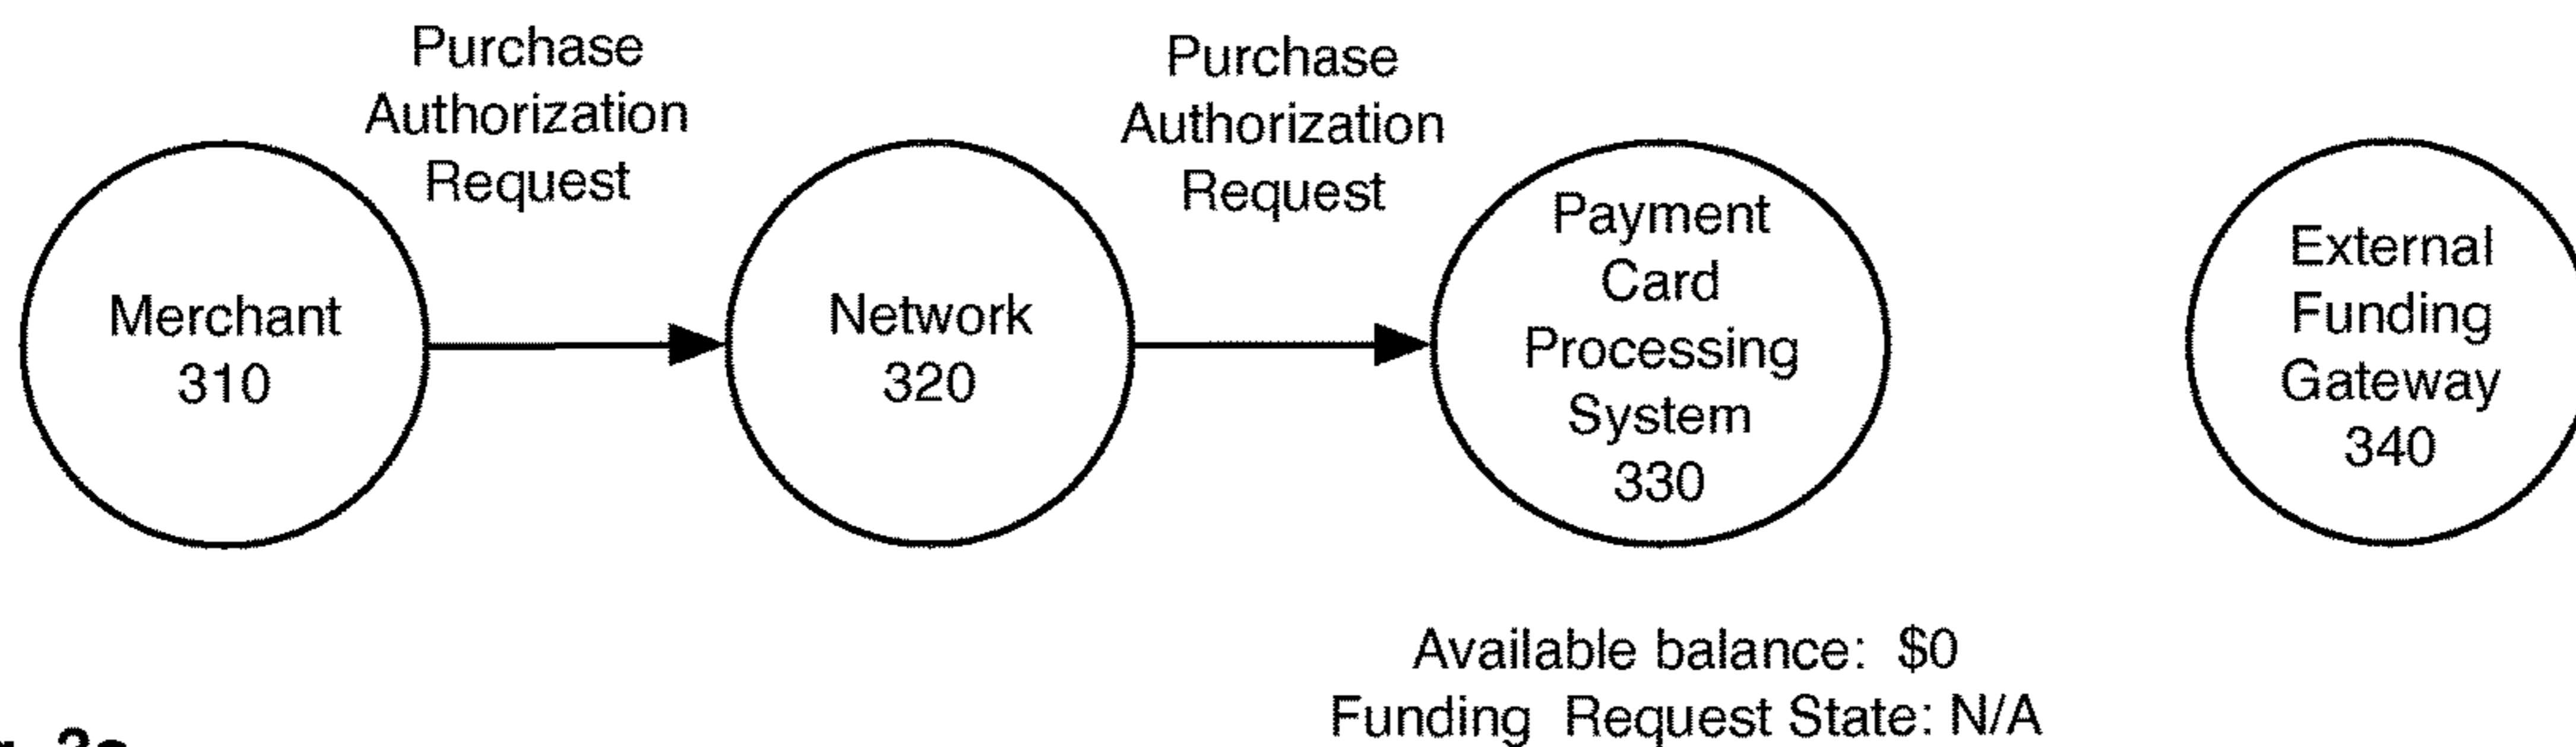 Purchase
Authorization
Request
Purchase
Authorization
Request
Merchant
310
Network
320
Payment
Card
Processing
System
330
External
Funding
Gateway
340
Available balance: $0
Funding Request State: N/A